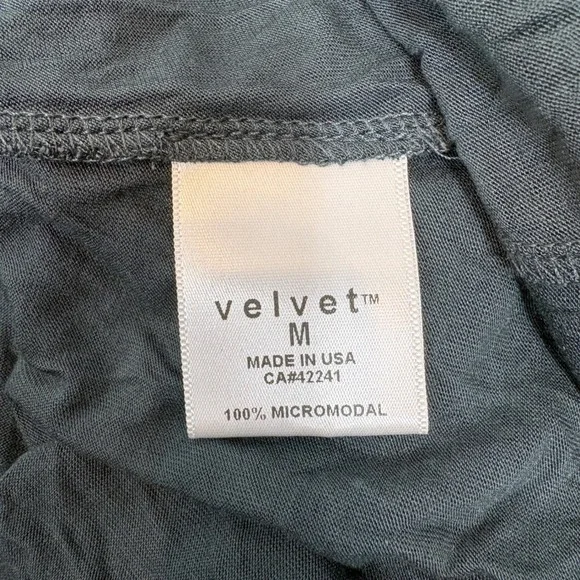 velvet™
M
MADE IN USA
CA#42241
100% MICROMODAL